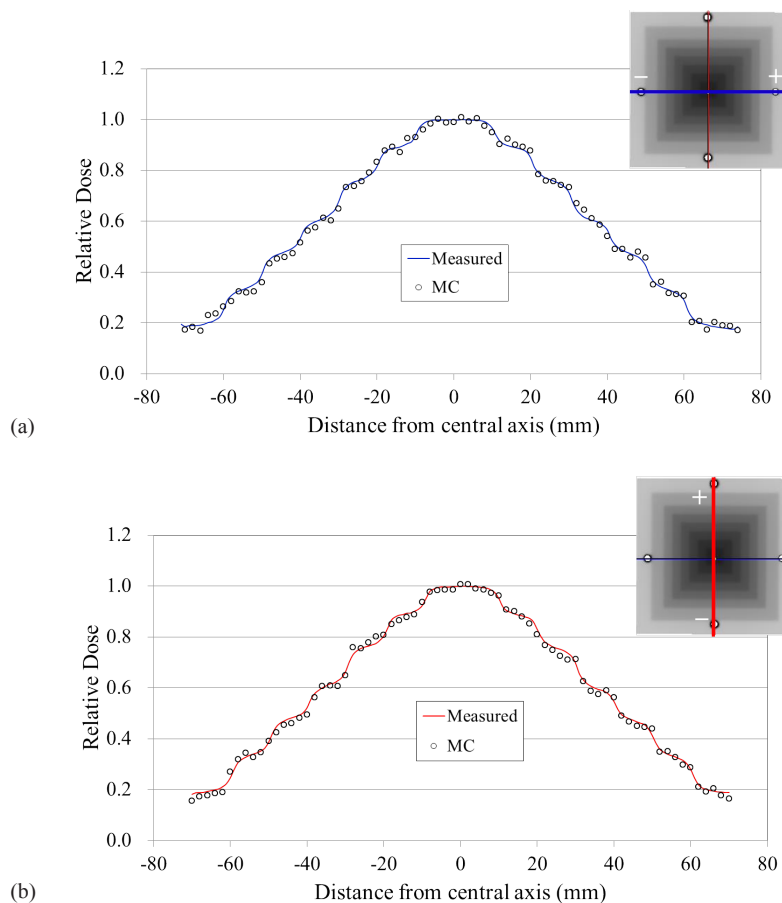 1.2
1.0
0.8
0.6
0.4
0.2
0.0
Relative Dose
− +
Measured
MC
-80 -60 -40 -20 0 20 40 60 80
Distance from central axis (mm)
(a)
1.2
1.0
0.8
0.6
0.4
0.2
0.0
Relative Dose
+
−
Measured
MC
-80 -60 -40 -20 0 20 40 60 80
Distance from central axis (mm)
(b)